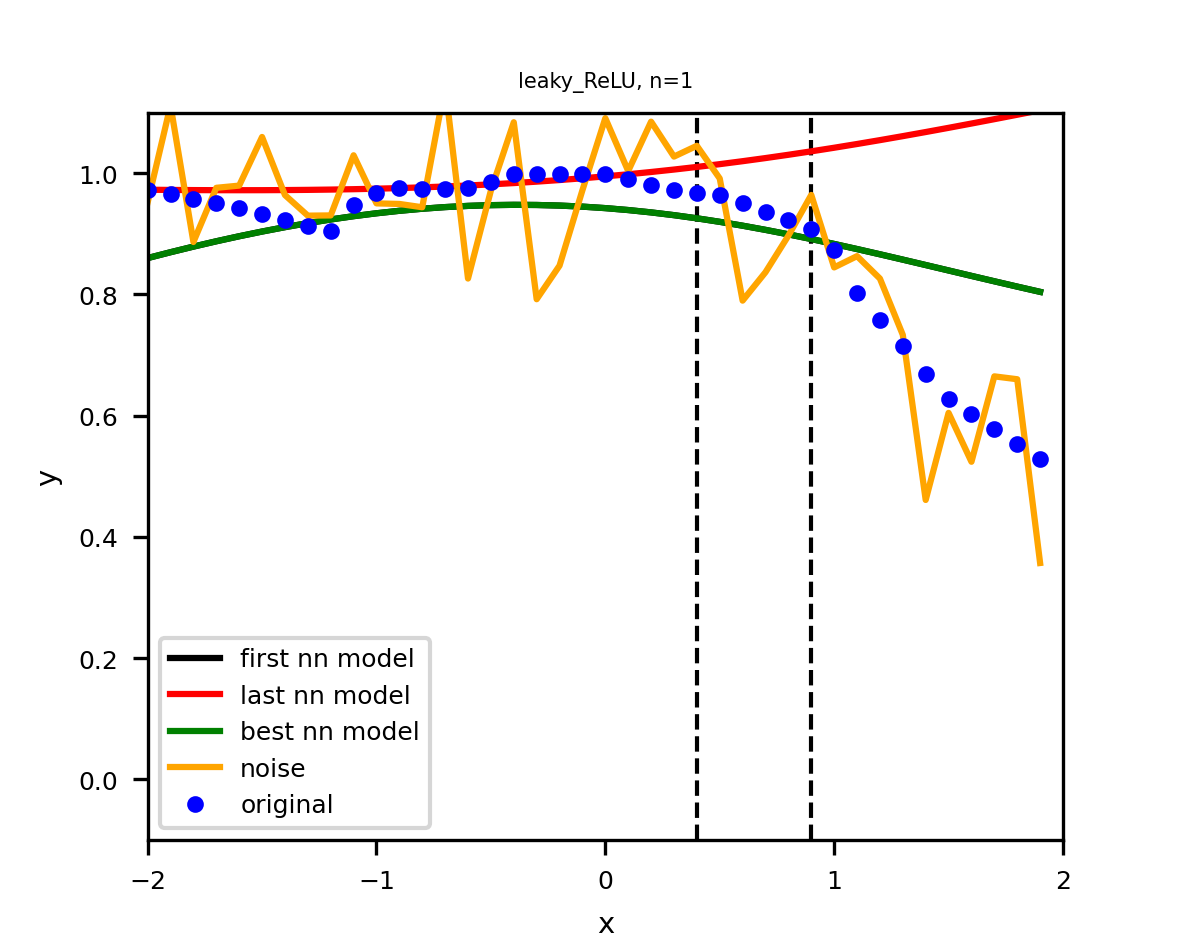 leaky_ReLU, n=1
1.0
0.8
0.6
0.4
0.2
0.0
y
first nn model
last nn model
best nn model
noise
original
−2
−1
0
1
2
x